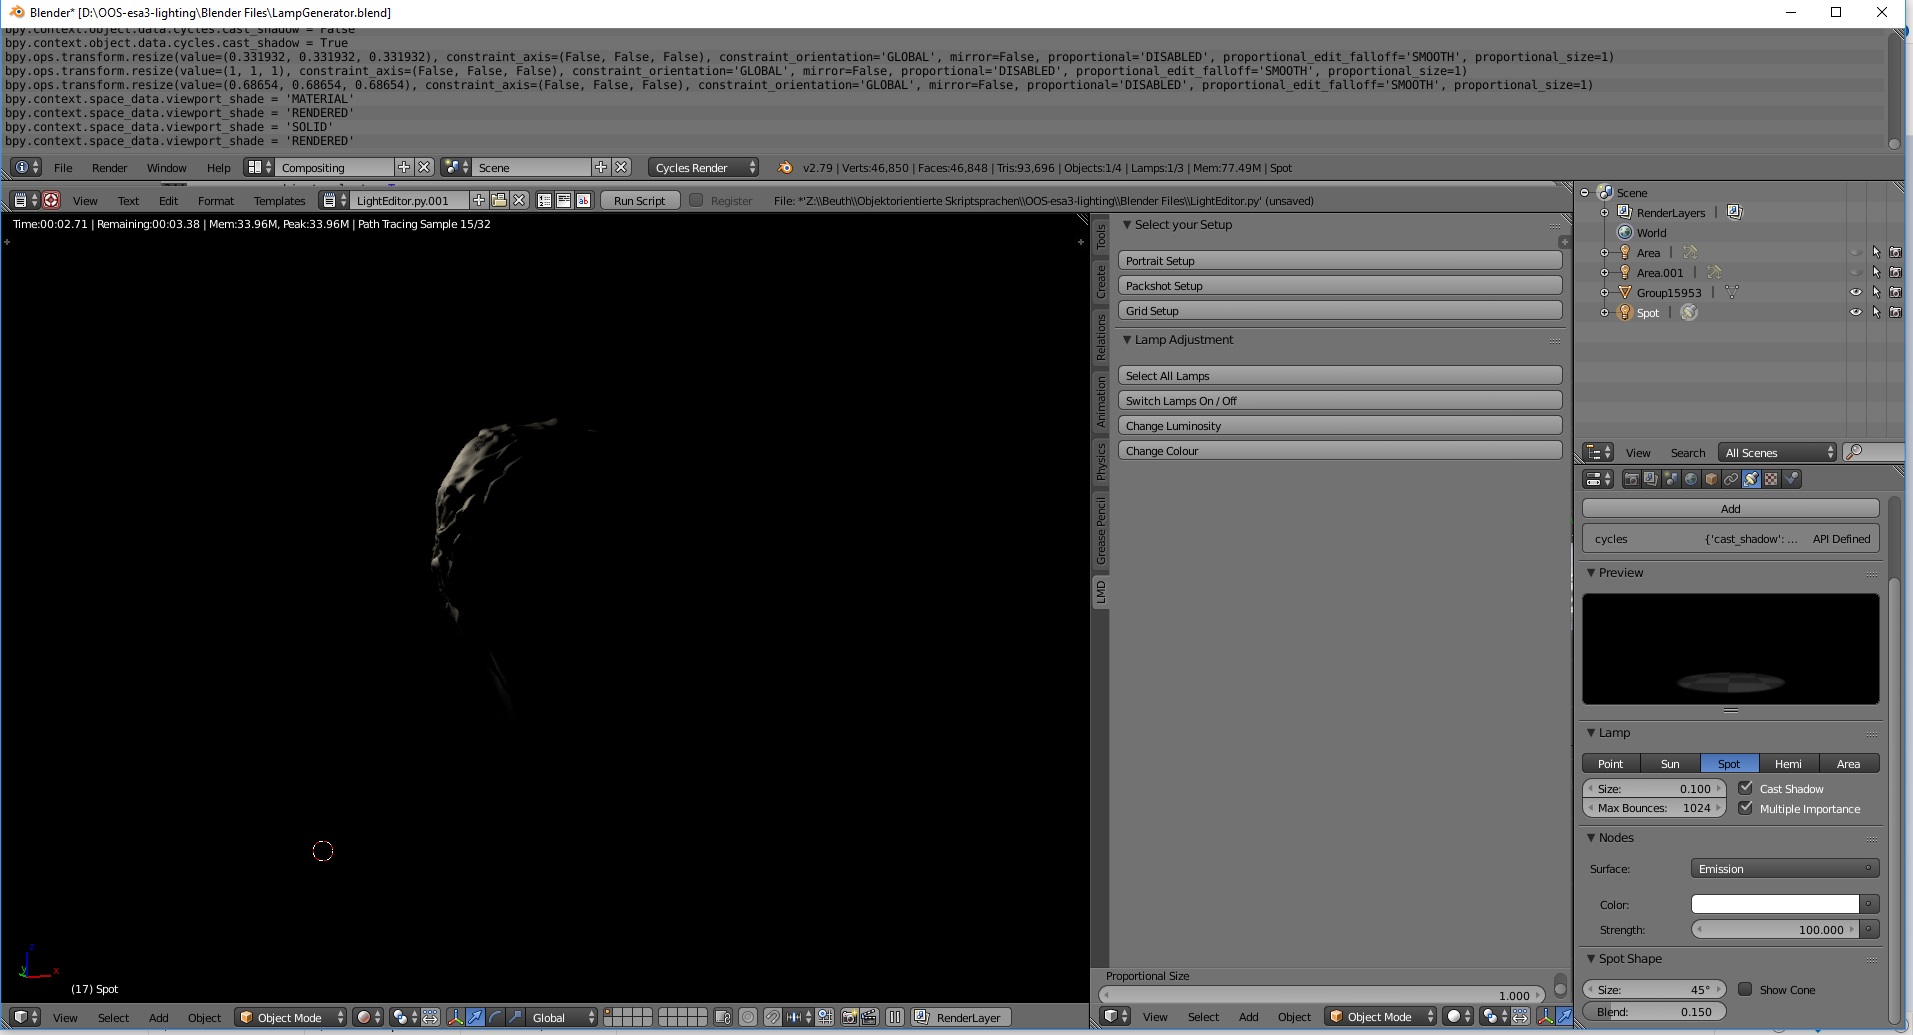 Blender* [D:\OOS-esa3-lighting\Blender Files\LampGenerator.blend]
bpy.context.object.data.cycles.cast_shadow = False
bpy.context.object.data.cycles.cast_shadow = True
bpy.ops.transform.resize(value=(0.331932, 0.331932, 0.331932), constraint_axis=(False, False, False), constraint_orientation='GLOBAL', mirror=False, proportional='DISABLED', proportional_edit_falloff='SMOOTH', proportional_size=1)
bpy.ops.transform.resize(value=(1, 1, 1), constraint_axis=(False, False, False), constraint_orientation='GLOBAL', mirror=False, proportional='DISABLED', proportional_edit_falloff='SMOOTH', proportional_size=1)
bpy.ops.transform.resize(value=(0.68654, 0.68654, 0.68654), constraint_axis=(False, False, False), constraint_orientation='GLOBAL', mirror=False, proportional='DISABLED', proportional_edit_falloff='SMOOTH', proportional_size=1)
bpy.context.space_data.viewport_shade = 'MATERIAL'
bpy.context.space_data.viewport_shade = 'RENDERED'
bpy.context.space_data.viewport_shade = 'SOLID'
bpy.context.space_data.viewport_shade = 'RENDERED'
File Render Window Help Compositing Scene Cycles Render v2.79 | Verts:46,850 | Faces:46,848 | Tris:93,696 | Objects:1/4 | Lamps:1/3 | Mem:77.49M | Spot
View Text Edit Format Templates LightEditor.py.001 Run Script Register File: *'Z:\\Beuth\\Objektorientierte Skriptsprachen\\OOS-esa3-lighting\\Blender Files\\LightEditor.py' (unsaved)
Time:00:02.71 | Remaining:00:03.38 | Mem:33.96M, Peak:33.96M | Path Tracing Sample 15/32
(17) Spot
z
y
x
View Select Add Object Object Mode Global RenderLayer
Tools
Create
Relations
Animation
Physics
Grease Pencil
LMD
Select your Setup
Portrait Setup
Packshot Setup
Grid Setup
Lamp Adjustment
Select All Lamps
Switch Lamps On / Off
Change Luminosity
Change Colour
Proportional Size
1.000
View Select Add Object Object Mode
Scene
RenderLayers |
World
Area |
Area.001 |
Group15953 |
Spot |
View Search All Scenes
Add
cycles {'cast_shadow': ... API Defined
Preview
Lamp
Point Sun Spot Hemi Area
Size: 0.100 Cast Shadow
Max Bounces: 1024 Multiple Importance
Nodes
Surface: Emission
Color:
Strength: 100.000
Spot Shape
Size: 45° Show Cone
Blend: 0.150